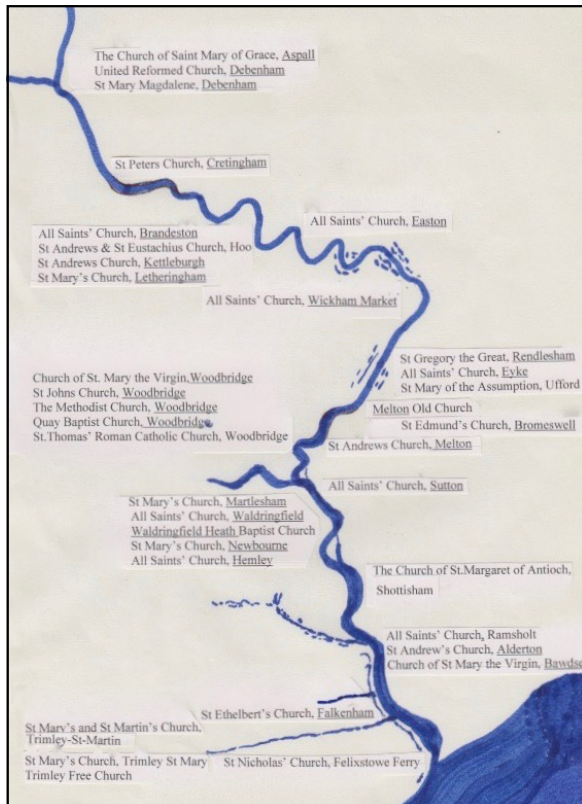 The Church of Saint Mary of Grace, Aspall
United Reformed Church, Debenham
St Mary Magdalene, Debenham
St Peters Church, Cretingham
All Saints' Church, Easton
All Saints' Church, Brandeston
St Andrews & St Eustachius Church, Hoo
St Andrews Church, Kettleburgh
St Mary's Church, Letheringham
All Saints' Church, Wickham Market
St Gregory the Great, Rendlesham
All Saints' Church, Eyke
St Mary of the Assumption, Ufford
Church of St. Mary the Virgin,Woodbridge
St Johns Church, Woodbridge
The Methodist Church, Woodbridge
Quay Baptist Church, Woodbridge
St.Thomas' Roman Catholic Church, Woodbridge
Melton Old Church
St Edmund's Church, Bromeswell
St Andrews Church, Melton
All Saints' Church, Sutton
St Mary's Church, Martlesham
All Saints' Church, Waldringfield
Waldringfield Heath Baptist Church
St Mary's Church, Newbourne
All Saints' Church, Hemley
The Church of St.Margaret of Antioch,
Shottisham
All Saints' Church, Ramsholt
St Andrew's Church, Alderton
Church of St Mary the Virgin, Bawdse
St Ethelbert's Church, Falkenham
St Mary's and St Martin's Church,
Trimley-St-Martin
St Mary's Church, Trimley St Mary
Trimley Free Church
St Nicholas' Church, Felixstowe Ferry